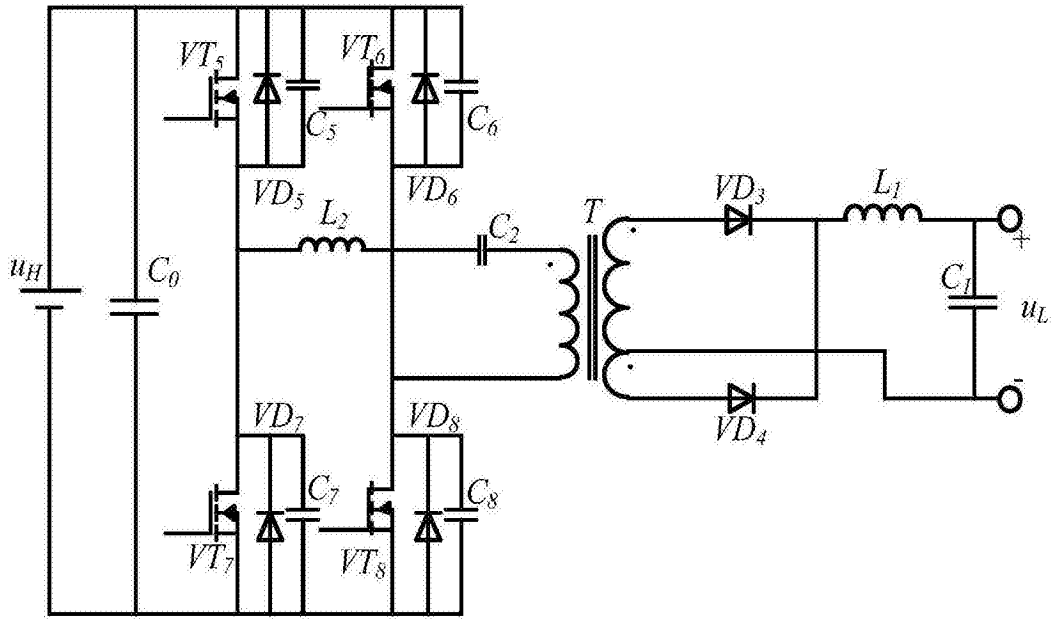 VT5
VT6
C5
C6
VD5
VD6
VD3
L1
L2
C2
T
+
uH
C0
C1
uL
-
VD7
VD8
VD4
C7
C8
VT7
VT8